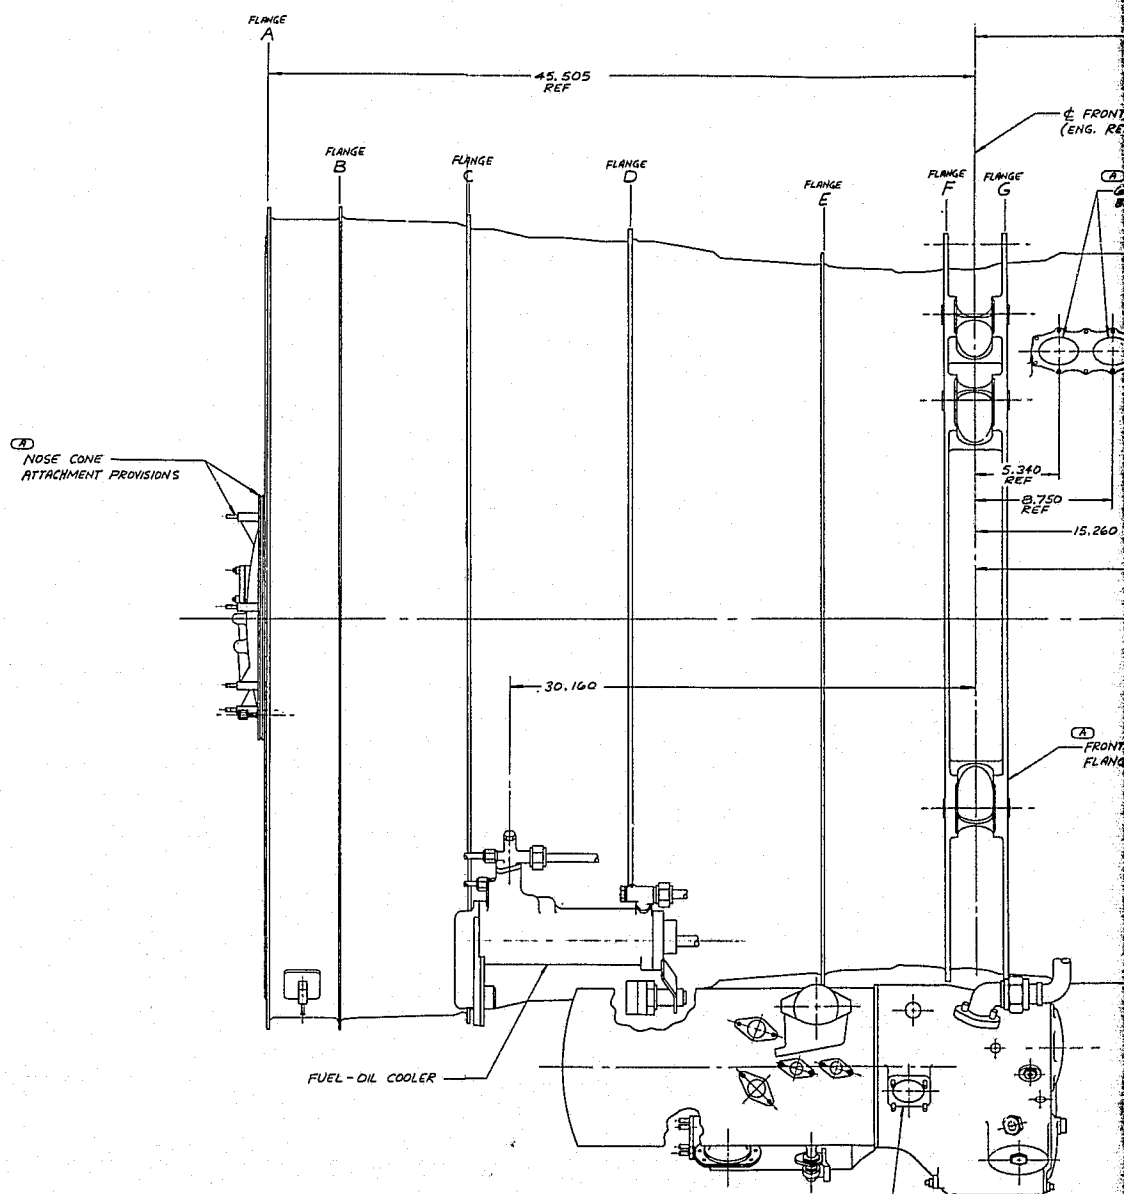 FLANGE
A
45.505
REF
℄ FRONT
(ENG. RE
FLANGE
B
FLANGE
C
FLANGE
D
FLANGE
E
FLANGE
F
FLANGE
G
A
A
NOSE CONE
ATTACHMENT PROVISIONS
5.340
REF
8.750
REF
15.260
30.160
A
FRONT
FLANG
FUEL-OIL COOLER